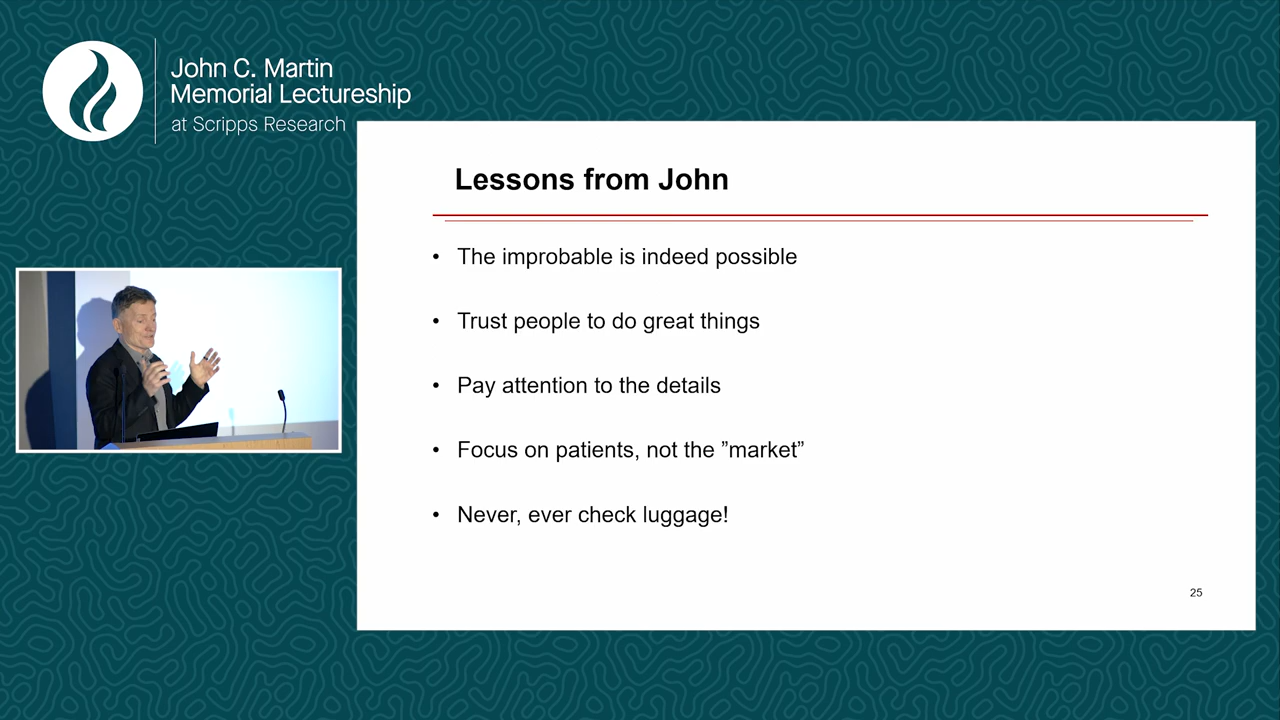 John C. Martin
Memorial Lectureship
at Scripps Research
Lessons from John
• The improbable is indeed possible
• Trust people to do great things
• Pay attention to the details
• Focus on patients, not the ”market”
• Never, ever check luggage!
25